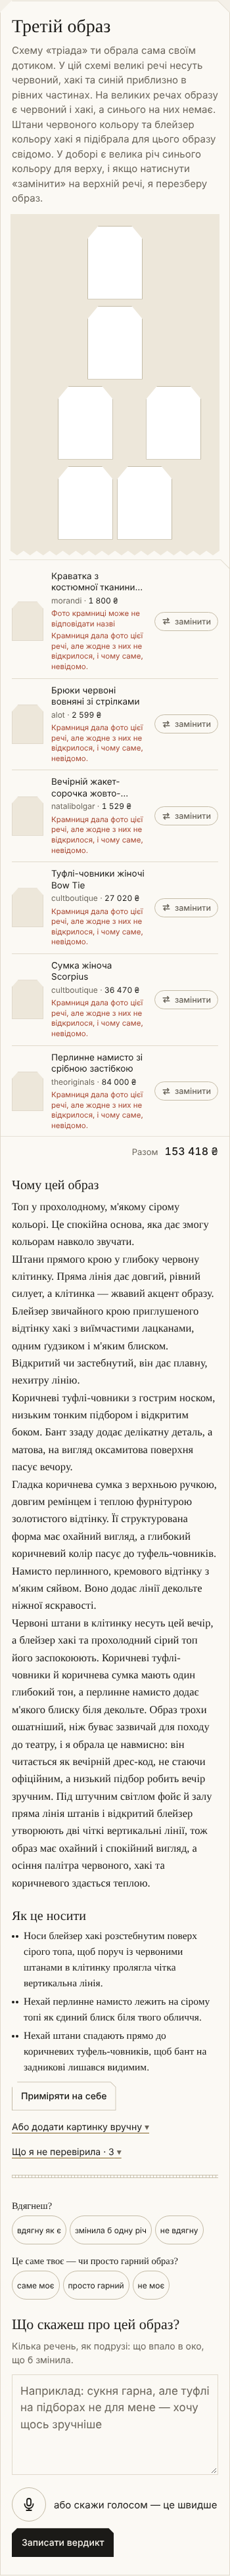 Третій образ
Схему «тріада» ти обрала сама своїм
дотиком. У цій схемі великі речі несуть
червоний, хакі та синій приблизно в
рівних частинах. На великих речах образу
є червоний і хакі, а синього на них немає.
Штани червоного кольору та блейзер
кольору хакі я підібрала для цього образу
свідомо. У доборі є велика річ синього
кольору для верху, і якщо натиснути
«замінити» на верхній речі, я перезберу
образ.
Краватка з
костюмної тканини...
morandi · 1 800 ₴
Фото крамниці може не
відповідати назві
Крамниця дала фото цієї
речі, але жодне з них не
відкрилося, і чому саме,
невідомо.
замінити
Брюки червоні
вовняні зі стрілками
alot · 2 599 ₴
Крамниця дала фото цієї
речі, але жодне з них не
відкрилося, і чому саме,
невідомо.
замінити
Вечірній жакет-
сорочка жовто-...
natalibolgar · 1 529 ₴
Крамниця дала фото цієї
речі, але жодне з них не
відкрилося, і чому саме,
невідомо.
замінити
Туфлі-човники жіночі
Bow Tie
cultboutique · 27 020 ₴
Крамниця дала фото цієї
речі, але жодне з них не
відкрилося, і чому саме,
невідомо.
замінити
Сумка жіноча
Scorpius
cultboutique · 36 470 ₴
Крамниця дала фото цієї
речі, але жодне з них не
відкрилося, і чому саме,
невідомо.
замінити
Перлинне намисто зі
срібною застібкою
theoriginals · 84 000 ₴
Крамниця дала фото цієї
речі, але жодне з них не
відкрилося, і чому саме,
невідомо.
замінити
Разом 153 418 ₴
Чому цей образ
Топ у прохолодному, м'якому сірому
кольорі. Це спокійна основа, яка дає змогу
кольорам навколо звучати.
Штани прямого крою у глибоку червону
клітинку. Пряма лінія дає довгий, рівний
силует, а клітинка — жвавий акцент образу.
Блейзер звичайного крою приглушеного
відтінку хакі з виїмчастими лацканами,
одним ґудзиком і м'яким блиском.
Відкритий чи застебнутий, він дає плавну,
нехитру лінію.
Коричневі туфлі-човники з гострим носком,
низьким тонким підбором і відкритим
боком. Бант ззаду додає делікатну деталь, а
матова, на вигляд оксамитова поверхня
пасує вечору.
Гладка коричнева сумка з верхньою ручкою,
довгим ремінцем і теплою фурнітурою
золотистого відтінку. Її структурована
форма має охайний вигляд, а глибокий
коричневий колір пасує до туфель-човників.
Намисто перлинного, кремового відтінку з
м'яким сяйвом. Воно додає лінії декольте
ніжної яскравості.
Червоні штани в клітинку несуть цей вечір,
а блейзер хакі та прохолодний сірий топ
його заспокоюють. Коричневі туфлі-
човники й коричнева сумка мають один
глибокий тон, а перлинне намисто додає
м'якого блиску біля декольте. Образ трохи
ошатніший, ніж буває зазвичай для походу
до театру, і я обрала це навмисно: він
читається як вечірній дрес-код, не стаючи
офіційним, а низький підбор робить вечір
зручним. Під штучним світлом фойє й залу
пряма лінія штанів і відкритий блейзер
утворюють дві чіткі вертикальні лінії, тож
образ має охайний і спокійний вигляд, а
осіння палітра червоного, хакі та
коричневого здається теплою.
Як це носити
• Носи блейзер хакі розстебнутим поверх
сірого топа, щоб поруч із червоними
штанами в клітинку пролягла чітка
вертикальна лінія.
• Нехай перлинне намисто лежить на сірому
топі як єдиний блиск біля твого обличчя.
• Нехай штани спадають прямо до
коричневих туфель-човників, щоб бант на
задникові лишався видимим.
Приміряти на себе
Або додати картинку вручну ▾
Що я не перевірила · 3 ▾
Вдягнеш?
вдягну як є
змінила б одну річ
не вдягну
Це саме твоє — чи просто гарний образ?
саме моє
просто гарний
не моє
Що скажеш про цей образ?
Кілька речень, як подрузі: що впало в око,
що б змінила.
Наприклад: сукня гарна, але туфлі
на підборах не для мене — хочу
щось зручніше
або скажи голосом — це швидше
Записати вердикт